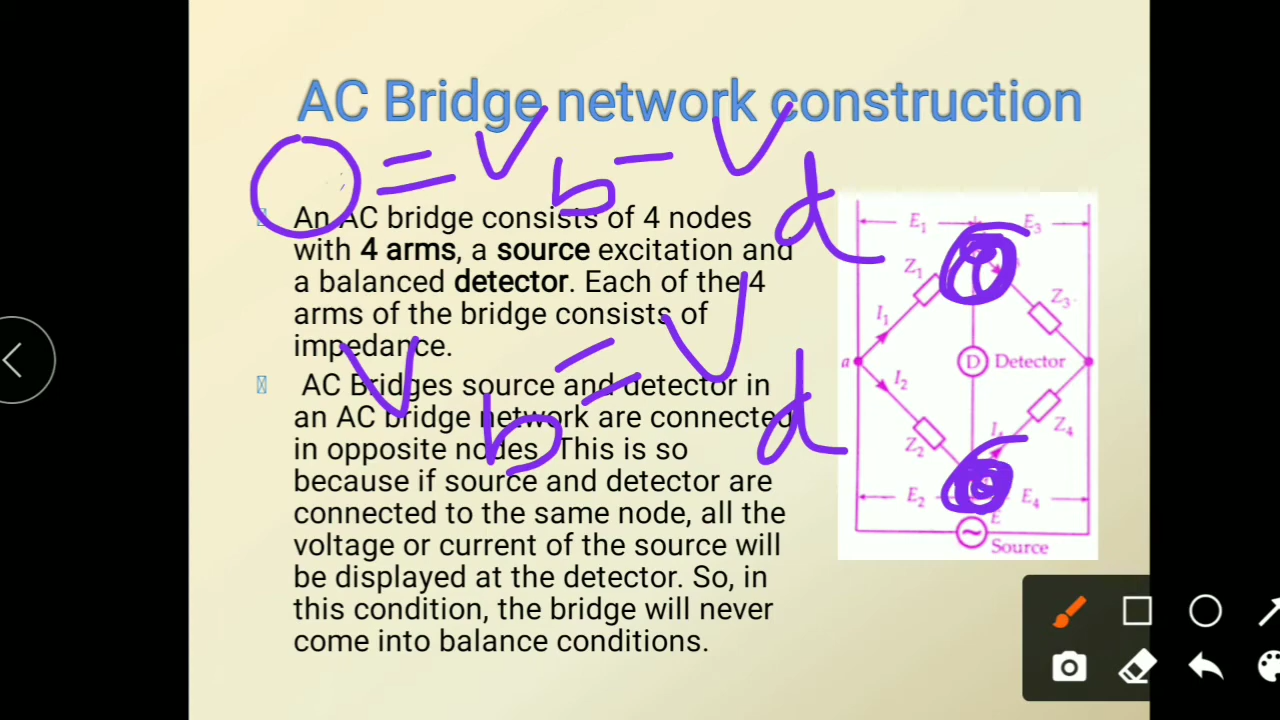 AC Bridge network construction
0 = Vb - Vd
An AC bridge consists of 4 nodes
with 4 arms, a source excitation and
a balanced detector. Each of the 4
arms of the bridge consists of
impedance.
Vb = Vd
AC Bridges source and detector in
an AC bridge network are connected
in opposite nodes. This is so
because if source and detector are
connected to the same node, all the
voltage or current of the source will
be displayed at the detector. So, in
this condition, the bridge will never
come into balance conditions.
E1 E3
Z1
Z3
I1
a D Detector
I2
Z2 Z4
E2 E4
E
Source